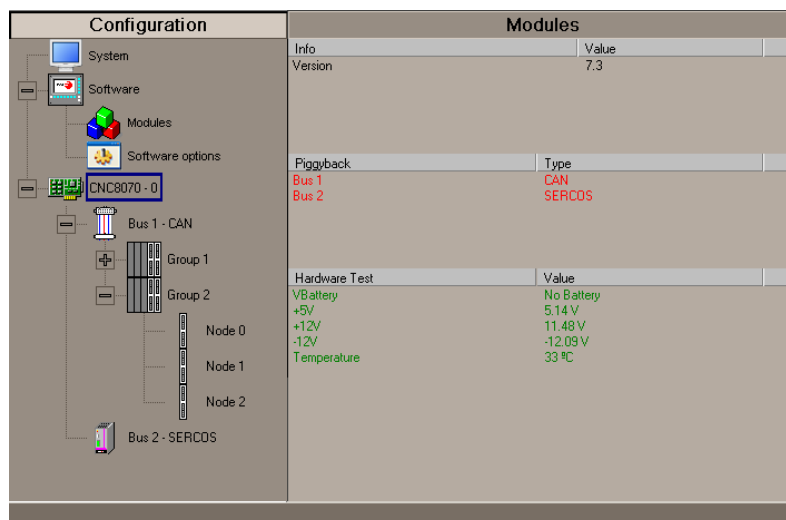 Configuration
Modules
System
Software
Modules
Software options
CNC8070 - 0
Bus 1 - CAN
Group 1
Group 2
Node 0
Node 1
Node 2
Bus 2 - SERCOS
Info Value
Version 7.3
Piggyback Type
Bus 1 CAN
Bus 2 SERCOS
Hardware Test Value
VBattery No Battery
+5V 5.14 V
+12V 11.48 V
-12V -12.09 V
Temperature 33 ºC